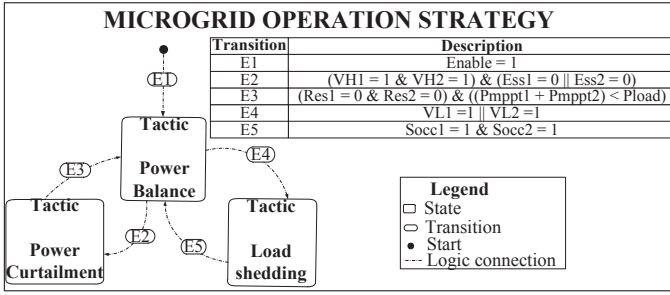 MICROGRID OPERATION STRATEGY
Transition Description
E1 Enable = 1
E2 (VH1 = 1 & VH2 = 1) & (Ess1 = 0 || Ess2 = 0)
E3 (Res1 = 0 & Res2 = 0) & ((Pmppt1 + Pmppt2) < Pload)
E4 VL1 =1 || VL2 =1
E5 Socc1 = 1 & Socc2 = 1
E1
Tactic
Power
Balance
E3
E4
Tactic
Power
Curtailment
E2
E5
Tactic
Load
shedding
Legend
State
Transition
Start
Logic connection